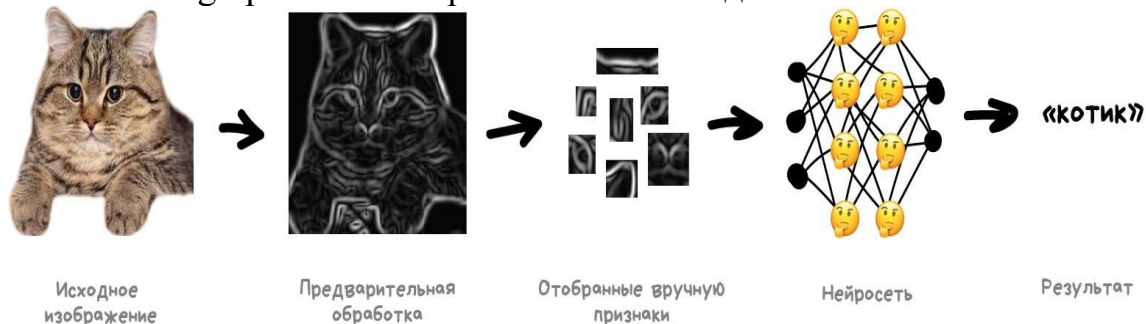 «котик»
Исходное
изображение
Предварительная
обработка
Отобранные вручную
признаки
Нейросеть
Результат